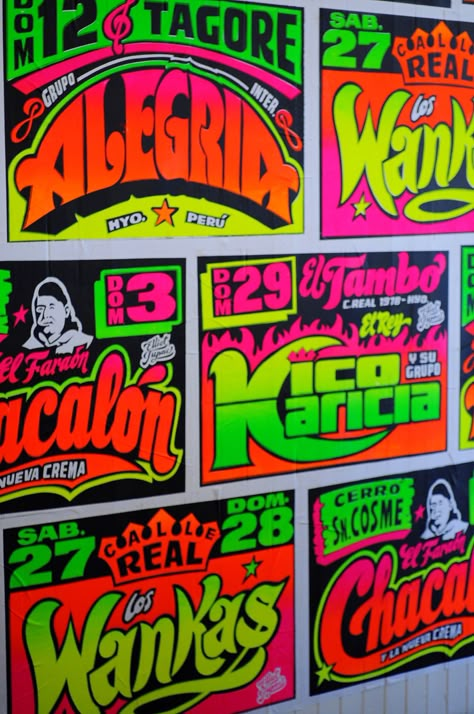 DOM 12 TAGORE
GRUPO INTER.
ALEGRIA
HYO. PERÚ
SAB. 27
CALLE
REAL
Los
Wank
DOM 3
El Faraón
acalón
NUEVA CREMA
DOM 29 El Tambo
C.REAL 1976-HYO.
El Rey
Kico
Y SU
GRUPO
Karicia
SAB. 27
CALLE
REAL
DOM. 28
Los
Wankas
CERRO
SN. COSME
El Faraón
Chacal
Y LA NUEVA CREMA